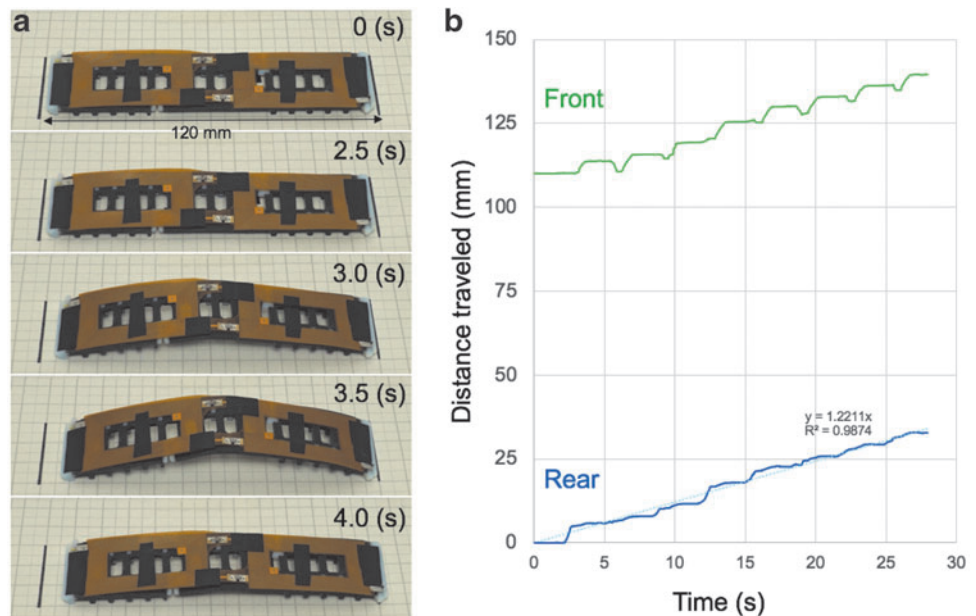 a
0 (s)
120 mm
2.5 (s)
3.0 (s)
3.5 (s)
4.0 (s)
b
150
125
100
75
50
25
0
Distance traveled (mm)
Front
y = 1.2211x
R² = 0.9874
Rear
0 5 10 15 20 25 30
Time (s)